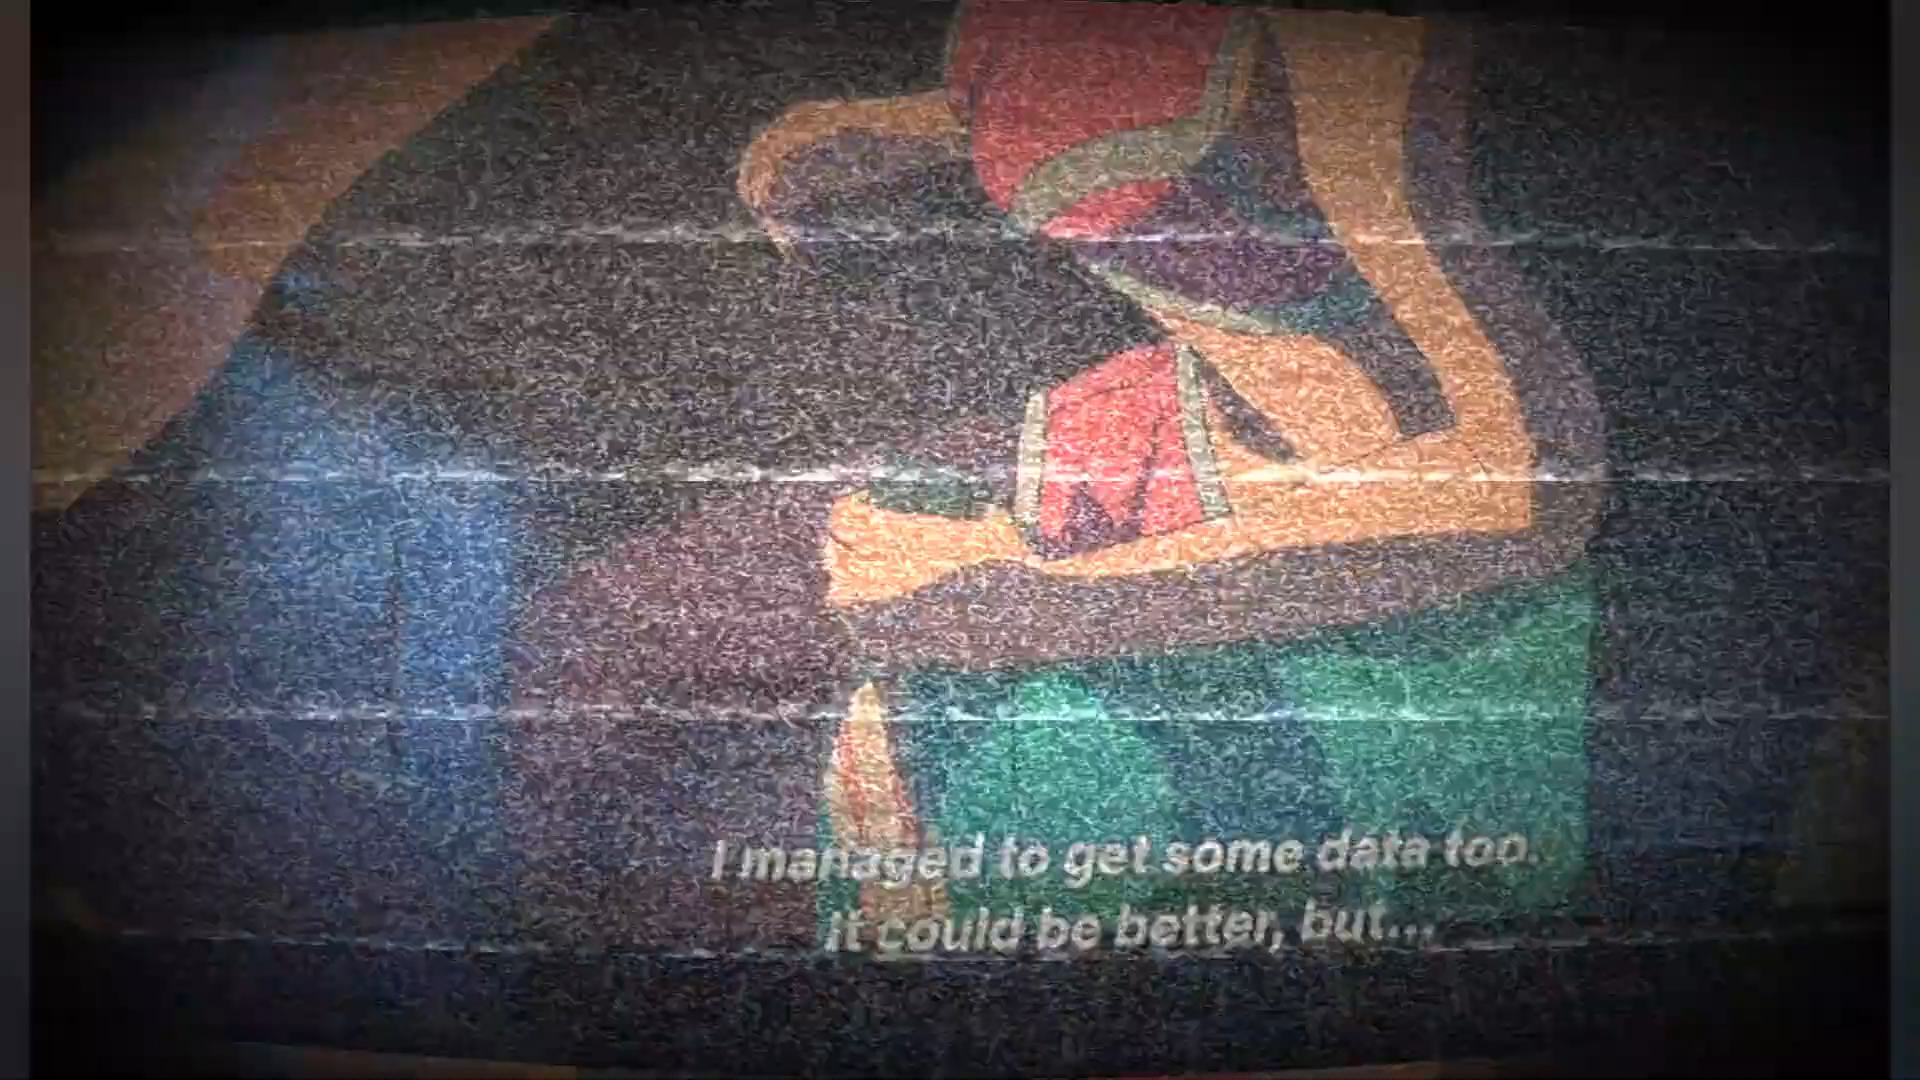 I managed to get some data too.
It could be better, but...